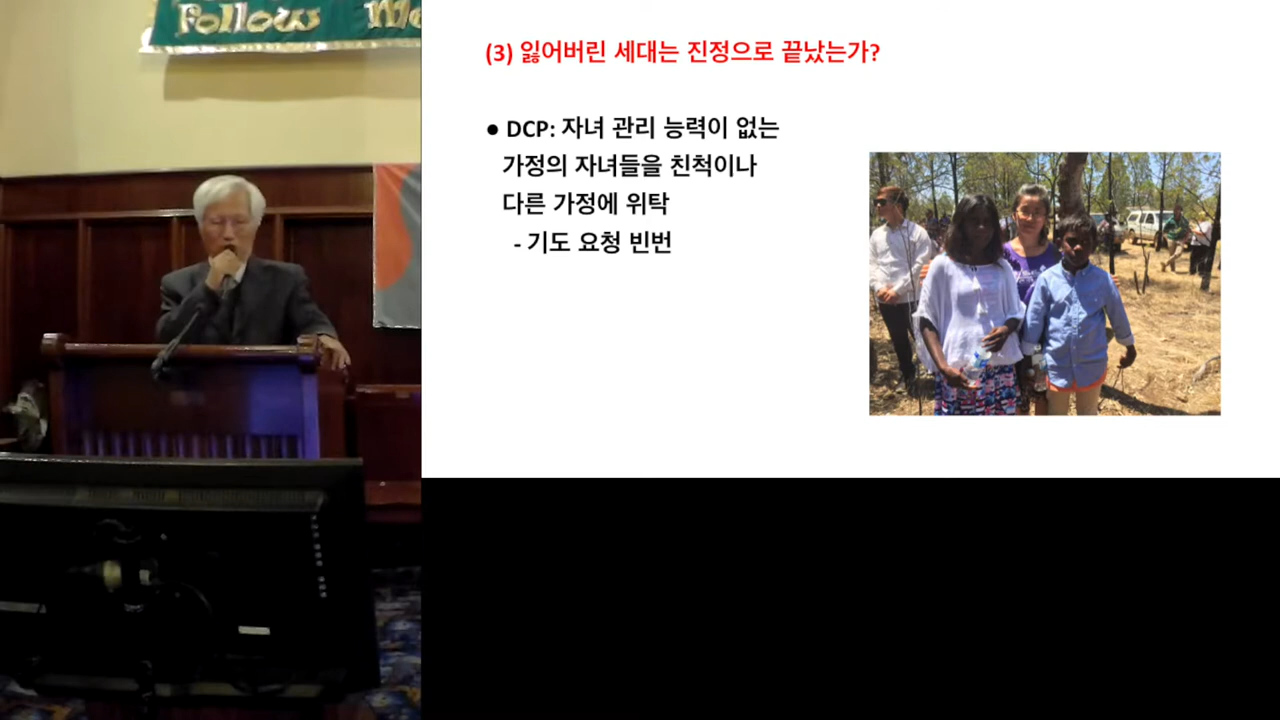 Follow Me
(3) 잃어버린 세대는 진정으로 끝났는가?
● DCP: 자녀 관리 능력이 없는
가정의 자녀들을 친척이나
다른 가정에 위탁
- 기도 요청 빈번